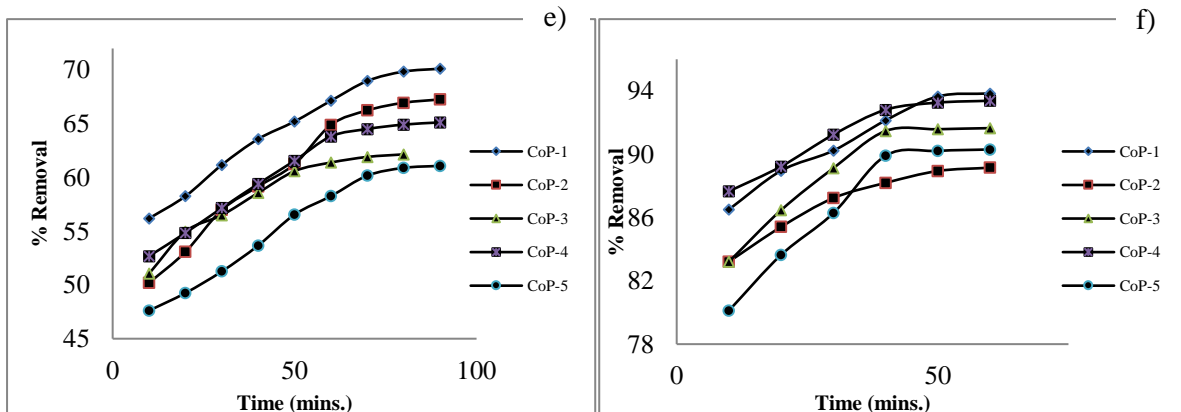 e)
70
65
60
55
50
45
% Removal
0
50
100
Time (mins.)
CoP-1
CoP-2
CoP-3
CoP-4
CoP-5
f)
94
90
86
82
78
% Removal
0
50
Time (mins.)
CoP-1
CoP-2
CoP-3
CoP-4
CoP-5